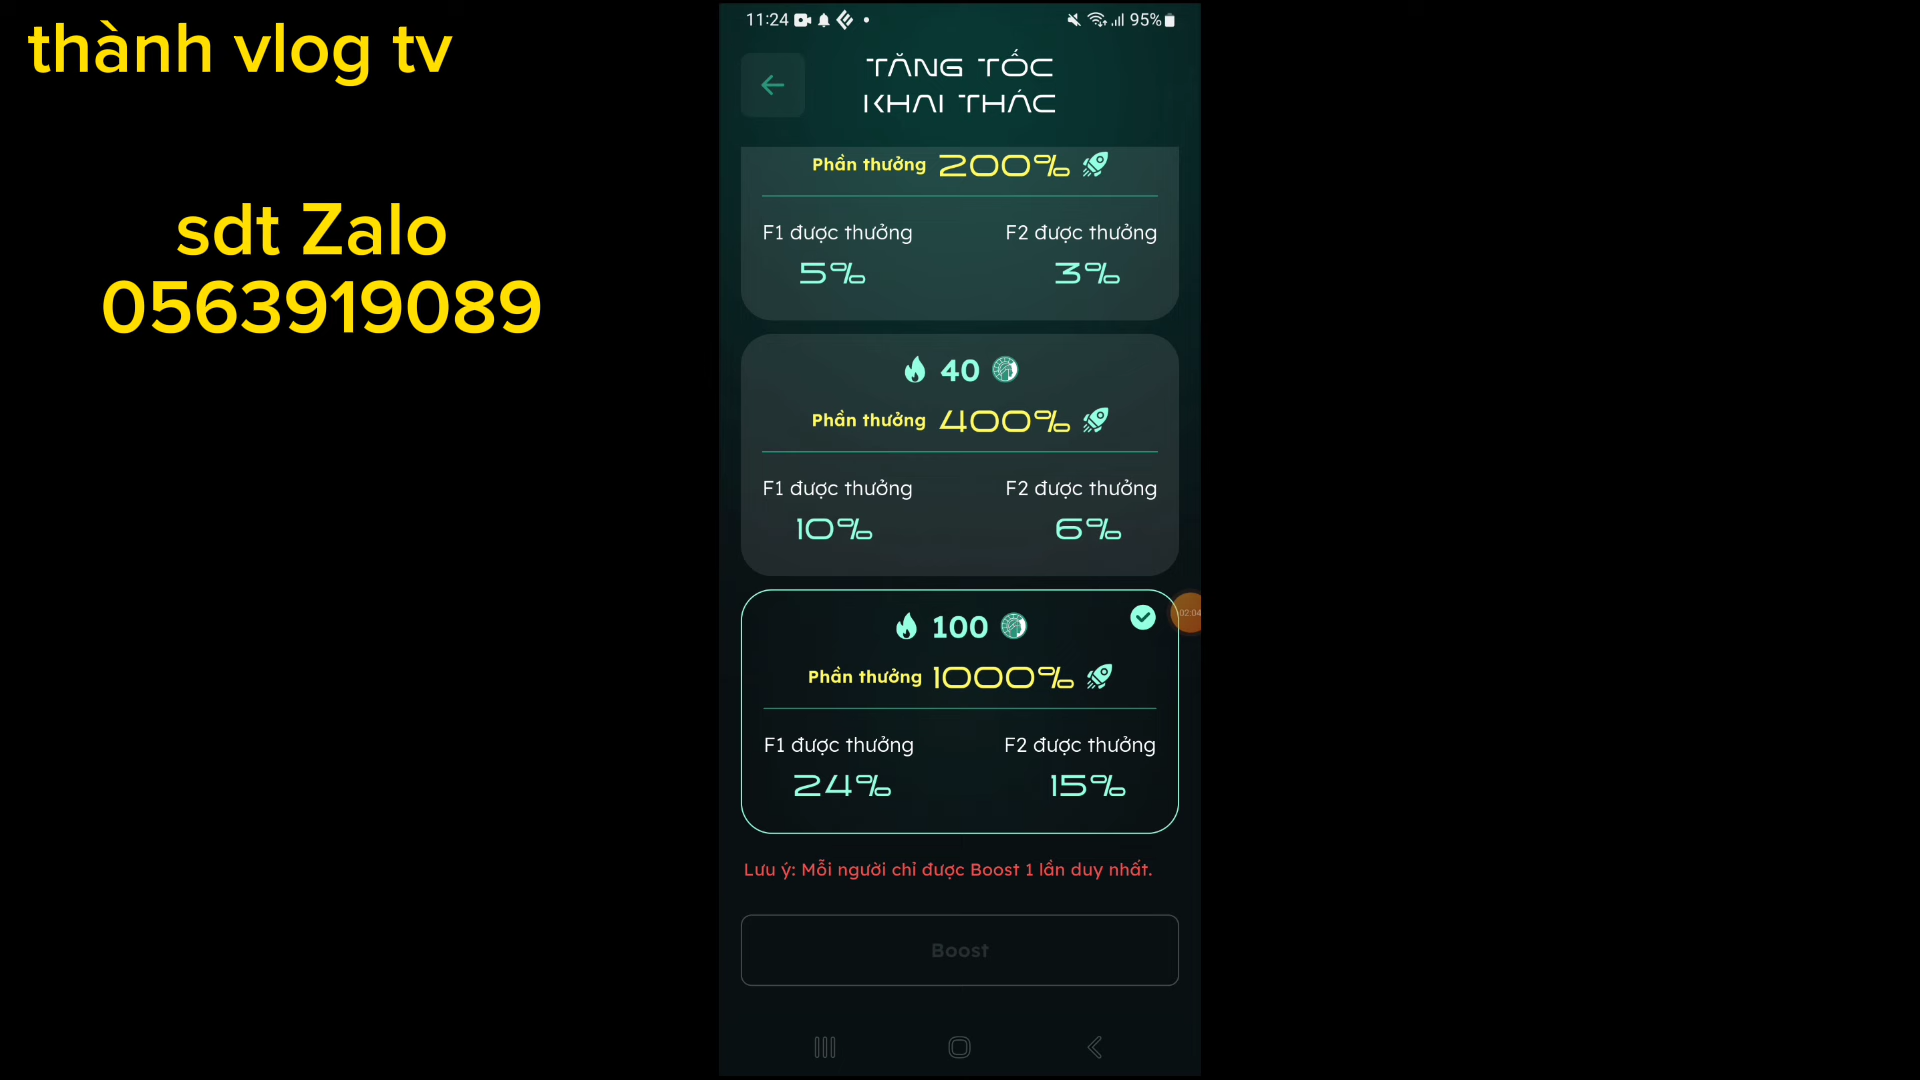 thành vlog tv
sdt Zalo
0563919089
11:24
95%
TĂNG TỐC
KHAI THÁC
Phần thưởng 200%
F1 được thưởng F2 được thưởng
5% 3%
40
Phần thưởng 400%
F1 được thưởng F2 được thưởng
10% 6%
100
02:04
Phần thưởng 1000%
F1 được thưởng F2 được thưởng
24% 15%
Lưu ý: Mỗi người chỉ được Boost 1 lần duy nhất.
Boost